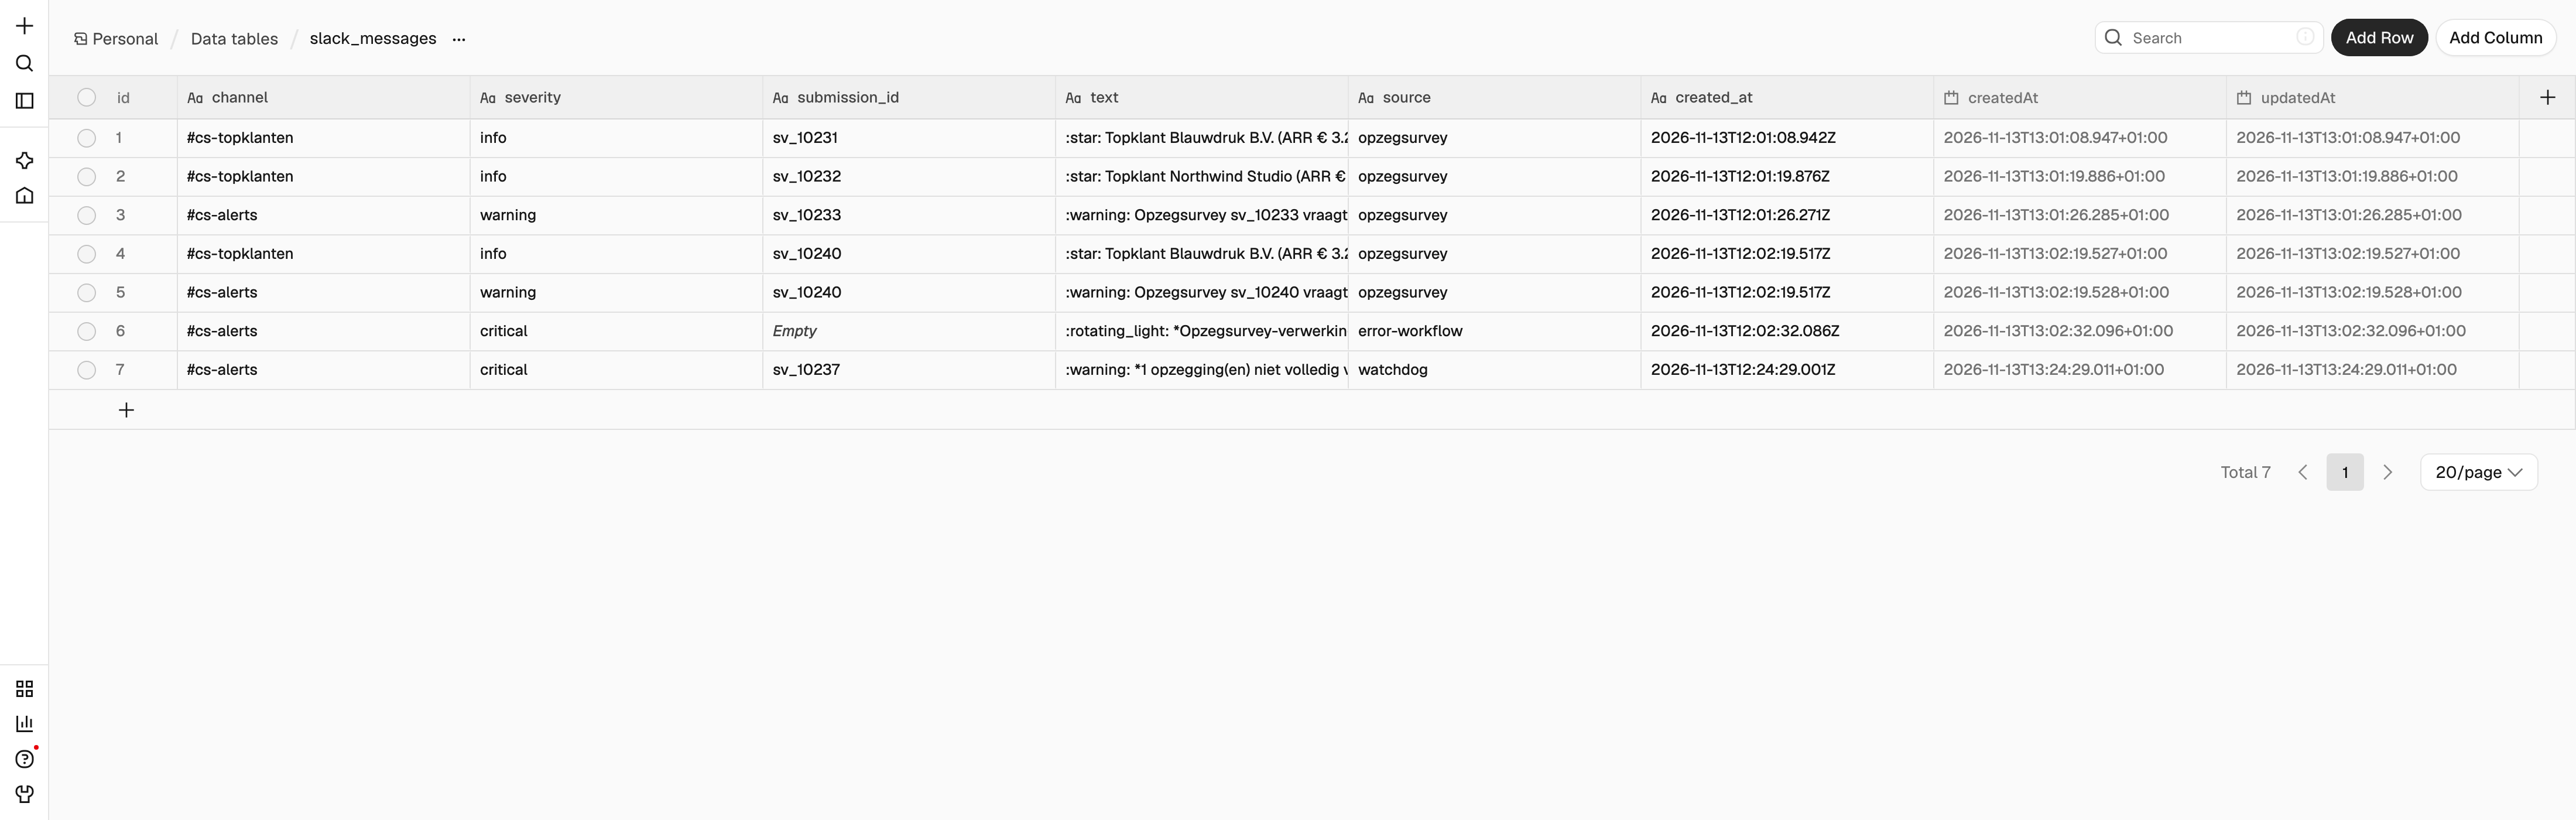 Personal / Data tables / slack_messages ...
Search Add Row Add Column
id Aa channel Aa severity Aa submission_id Aa text Aa source Aa created_at createdAt updatedAt
1 #cs-topklanten info sv_10231 :star: Topklant Blauwdruk B.V. (ARR € 3.2 opzegsurvey 2026-11-13T12:01:08.942Z 2026-11-13T13:01:08.947+01:00 2026-11-13T13:01:08.947+01:00
2 #cs-topklanten info sv_10232 :star: Topklant Northwind Studio (ARR € opzegsurvey 2026-11-13T12:01:19.876Z 2026-11-13T13:01:19.886+01:00 2026-11-13T13:01:19.886+01:00
3 #cs-alerts warning sv_10233 :warning: Opzegsurvey sv_10233 vraagt opzegsurvey 2026-11-13T12:01:26.271Z 2026-11-13T13:01:26.285+01:00 2026-11-13T13:01:26.285+01:00
4 #cs-topklanten info sv_10240 :star: Topklant Blauwdruk B.V. (ARR € 3.2 opzegsurvey 2026-11-13T12:02:19.517Z 2026-11-13T13:02:19.527+01:00 2026-11-13T13:02:19.527+01:00
5 #cs-alerts warning sv_10240 :warning: Opzegsurvey sv_10240 vraagt opzegsurvey 2026-11-13T12:02:19.517Z 2026-11-13T13:02:19.528+01:00 2026-11-13T13:02:19.528+01:00
6 #cs-alerts critical Empty :rotating_light: *Opzegsurvey-verwerkin error-workflow 2026-11-13T12:02:32.086Z 2026-11-13T13:02:32.096+01:00 2026-11-13T13:02:32.096+01:00
7 #cs-alerts critical sv_10237 :warning: *1 opzegging(en) niet volledig v watchdog 2026-11-13T12:24:29.001Z 2026-11-13T13:24:29.011+01:00 2026-11-13T13:24:29.011+01:00
Total 7 1 20/page